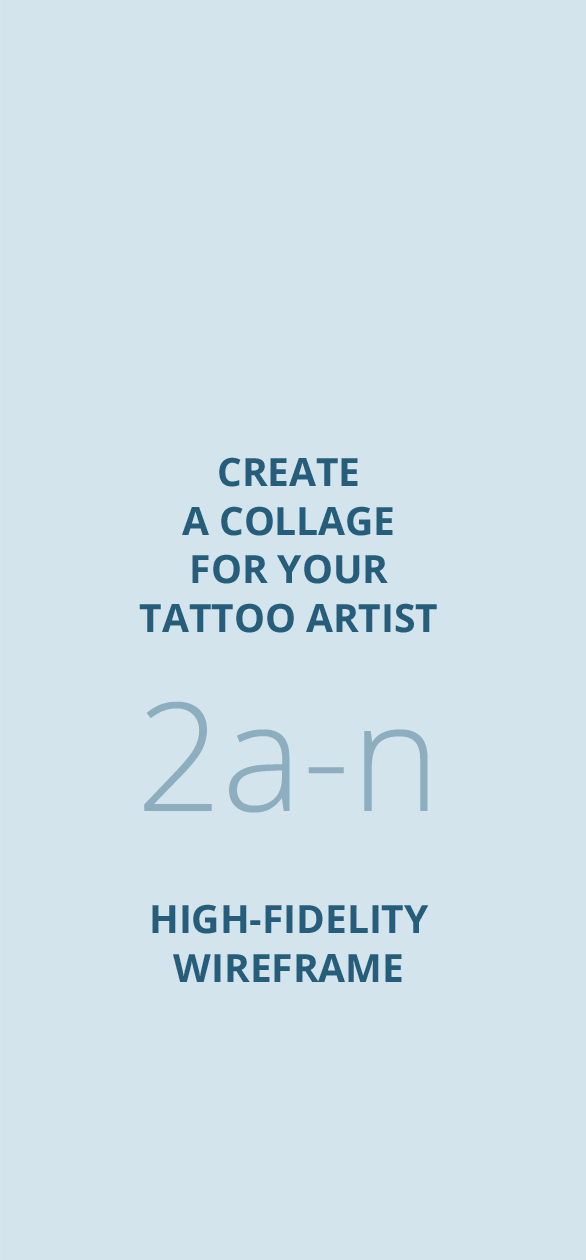 CREATE
A COLLAGE
FOR YOUR
TATTOO ARTIST
2a-n
HIGH-FIDELITY
WIREFRAME